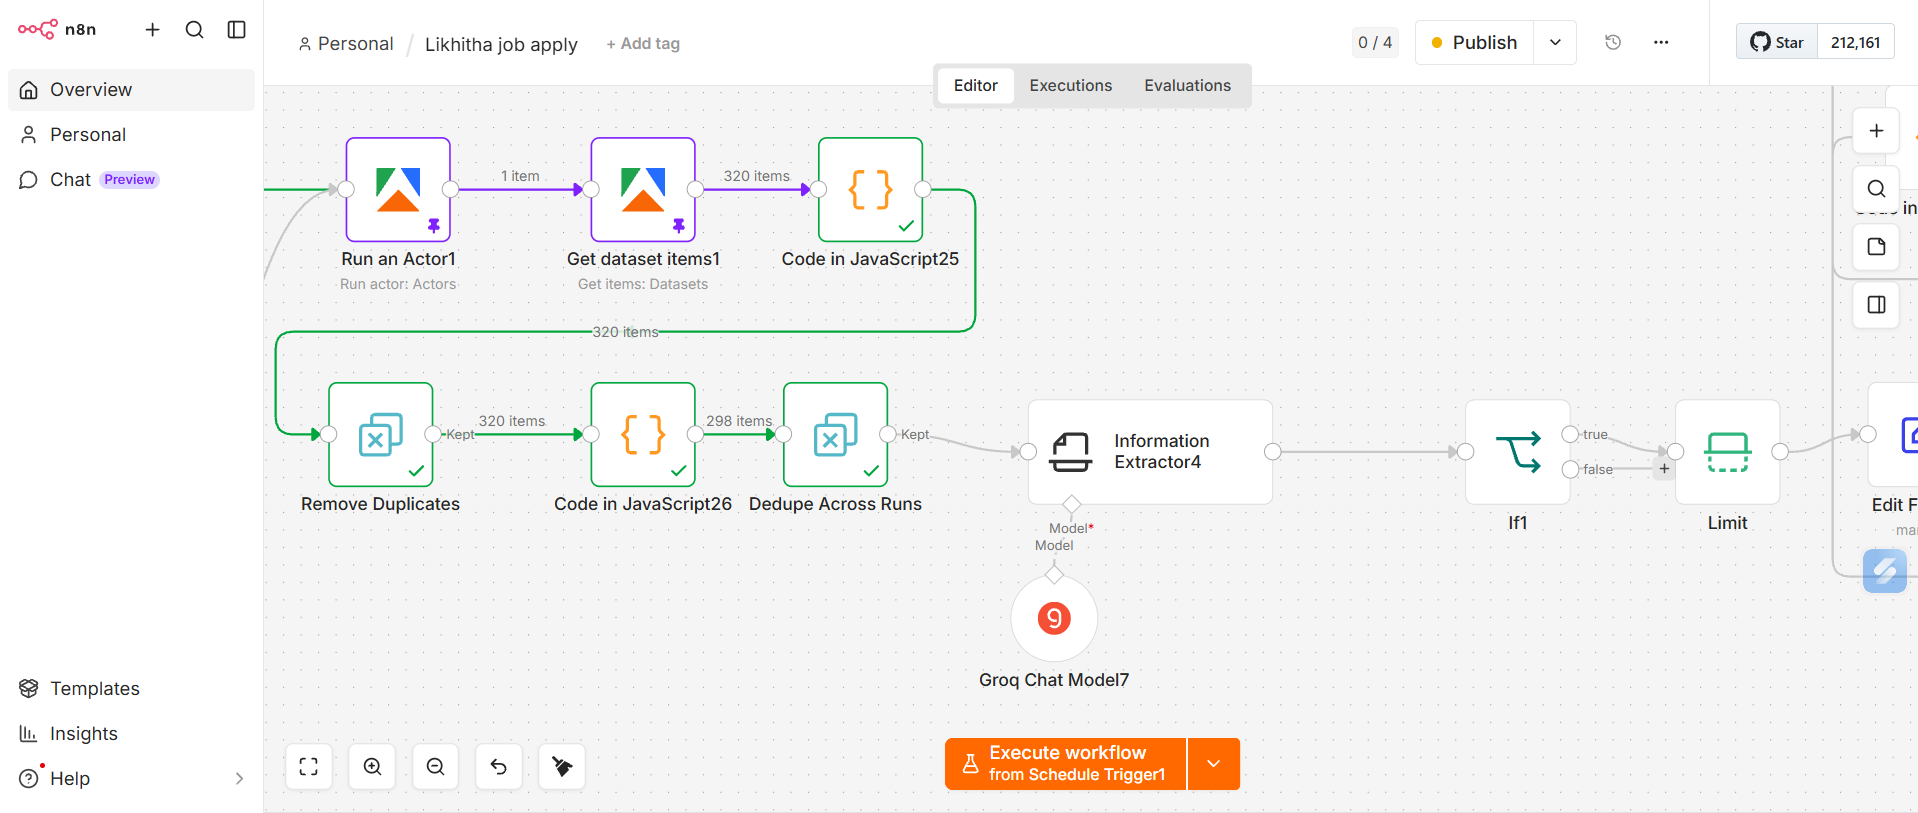 n8n
Personal / Likhitha job apply + Add tag
0 / 4
Publish
Star 212,161
Editor Executions Evaluations
Overview
Personal
Chat Preview
1 item
320 items
Run an Actor1
Run actor: Actors
Get dataset items1
Get items: Datasets
Code in JavaScript25
320 items
Kept
320 items
298 items
Kept
Remove Duplicates
Code in JavaScript26
Dedupe Across Runs
Information
Extractor4
Model*
Model
9
Groq Chat Model7
true
false
If1
Limit
Edit F
Templates
Insights
Help
Execute workflow
from Schedule Trigger1